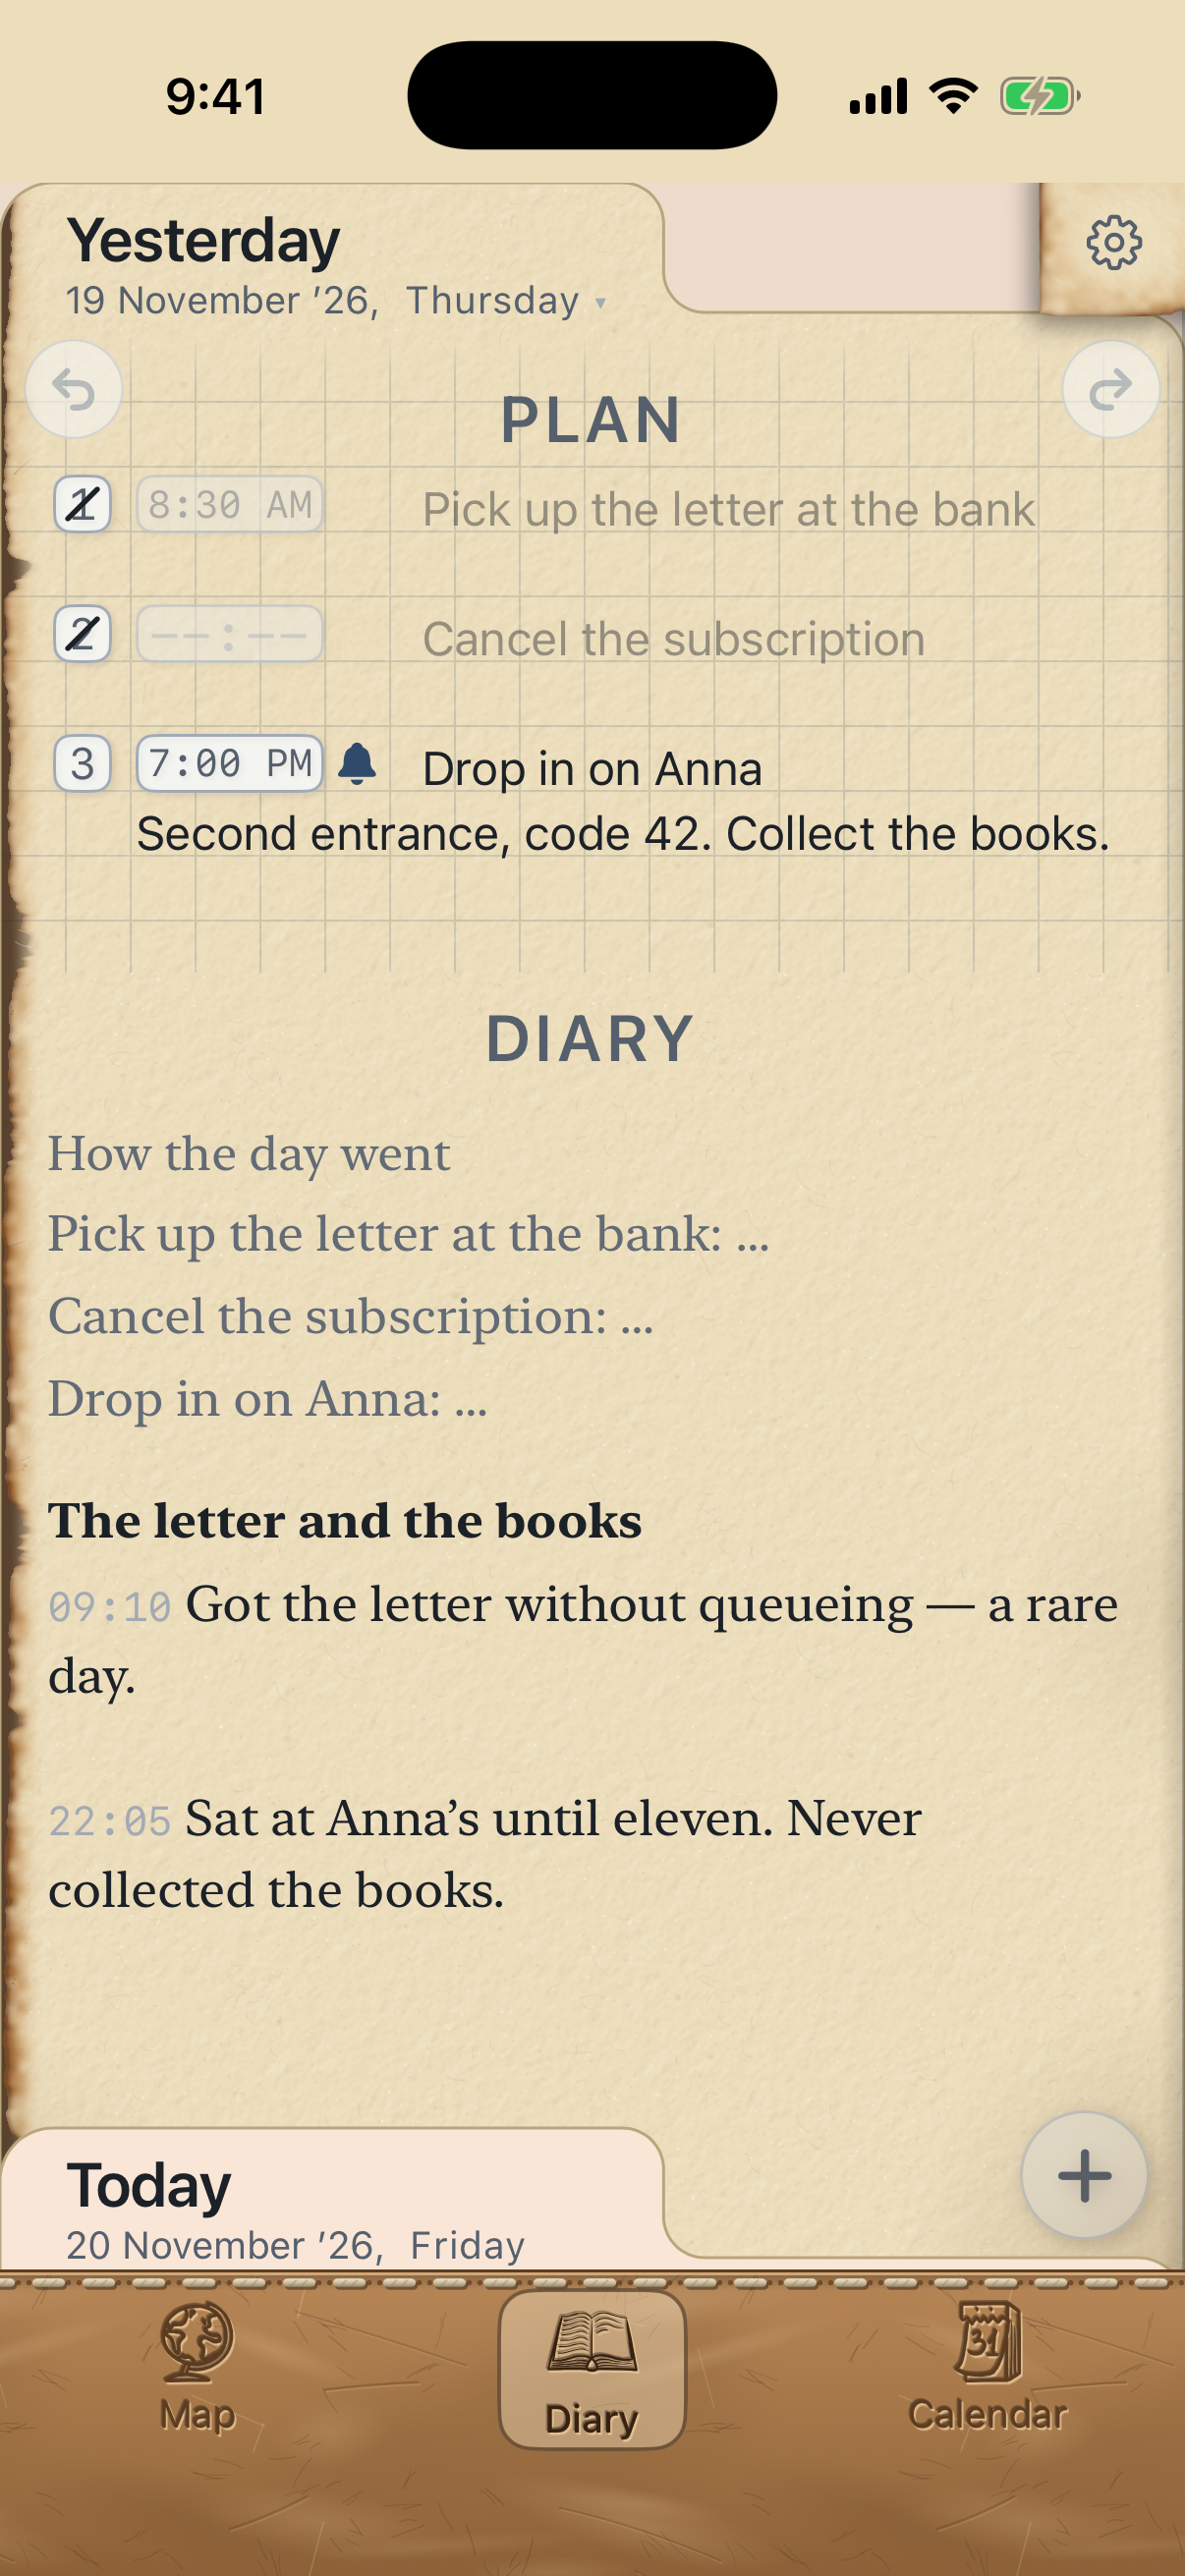 9:41
Yesterday
19 November ’26, Thursday ▾
PLAN
1 8:30 AM Pick up the letter at the bank
2 --:-- Cancel the subscription
3 7:00 PM Drop in on Anna
Second entrance, code 42. Collect the books.
DIARY
How the day went
Pick up the letter at the bank: ...
Cancel the subscription: ...
Drop in on Anna: ...
The letter and the books
09:10 Got the letter without queueing — a rare
day.
22:05 Sat at Anna’s until eleven. Never
collected the books.
Today
20 November ’26, Friday
31
Map Diary Calendar